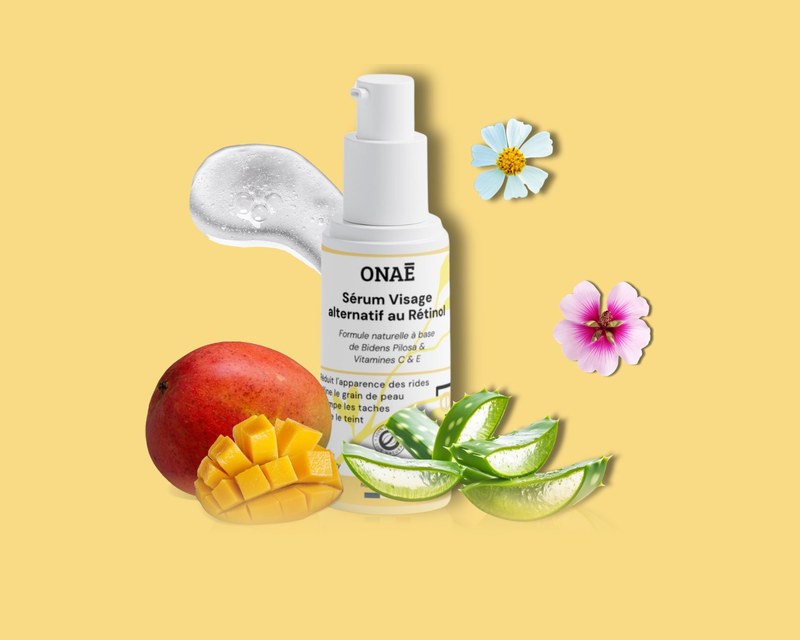 ONAĒ
Sérum Visage
alternatif au Rétinol
Formule naturelle à base
de Bidens Pilosa &
Vitamines C & E
l'apparence des rides
le grain de peau
les taches
le teint